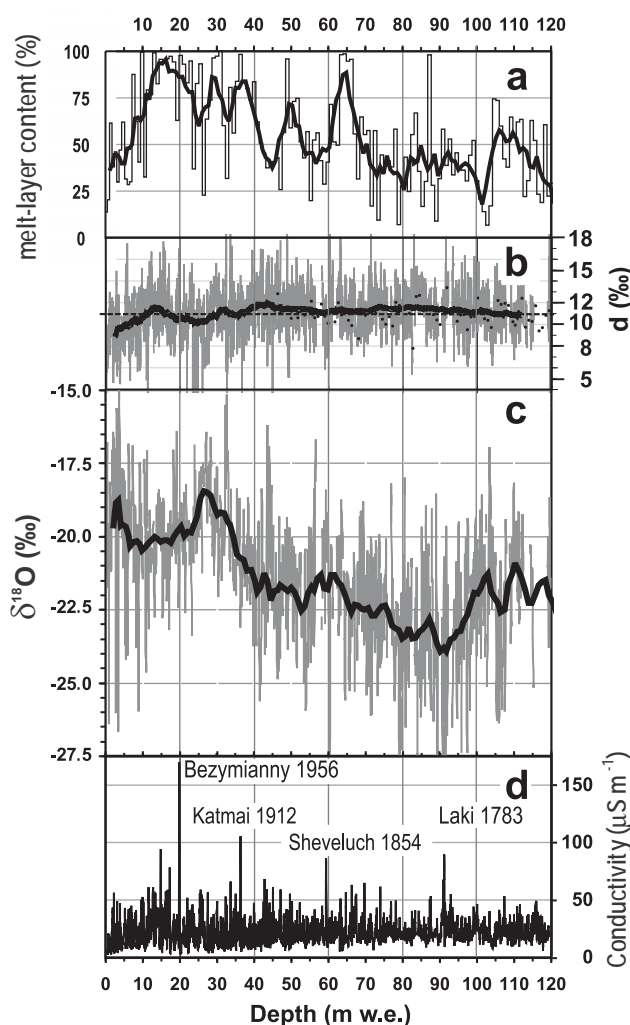 10 20 30 40 50 60 70 80 90 100 110 120
100
75
50
25
0
melt-layer content (%)
a
18
15
12
10
8
5
d (‰)
b
-15.0
-17.5
-20.0
-22.5
-25.0
-27.5
δ18O (‰)
c
d
Bezymianny 1956
Katmai 1912
Sheveluch 1854
Laki 1783
150
100
50
0
Conductivity (µS m-1)
0 10 20 30 40 50 60 70 80 90 100 110 120
Depth (m w.e.)